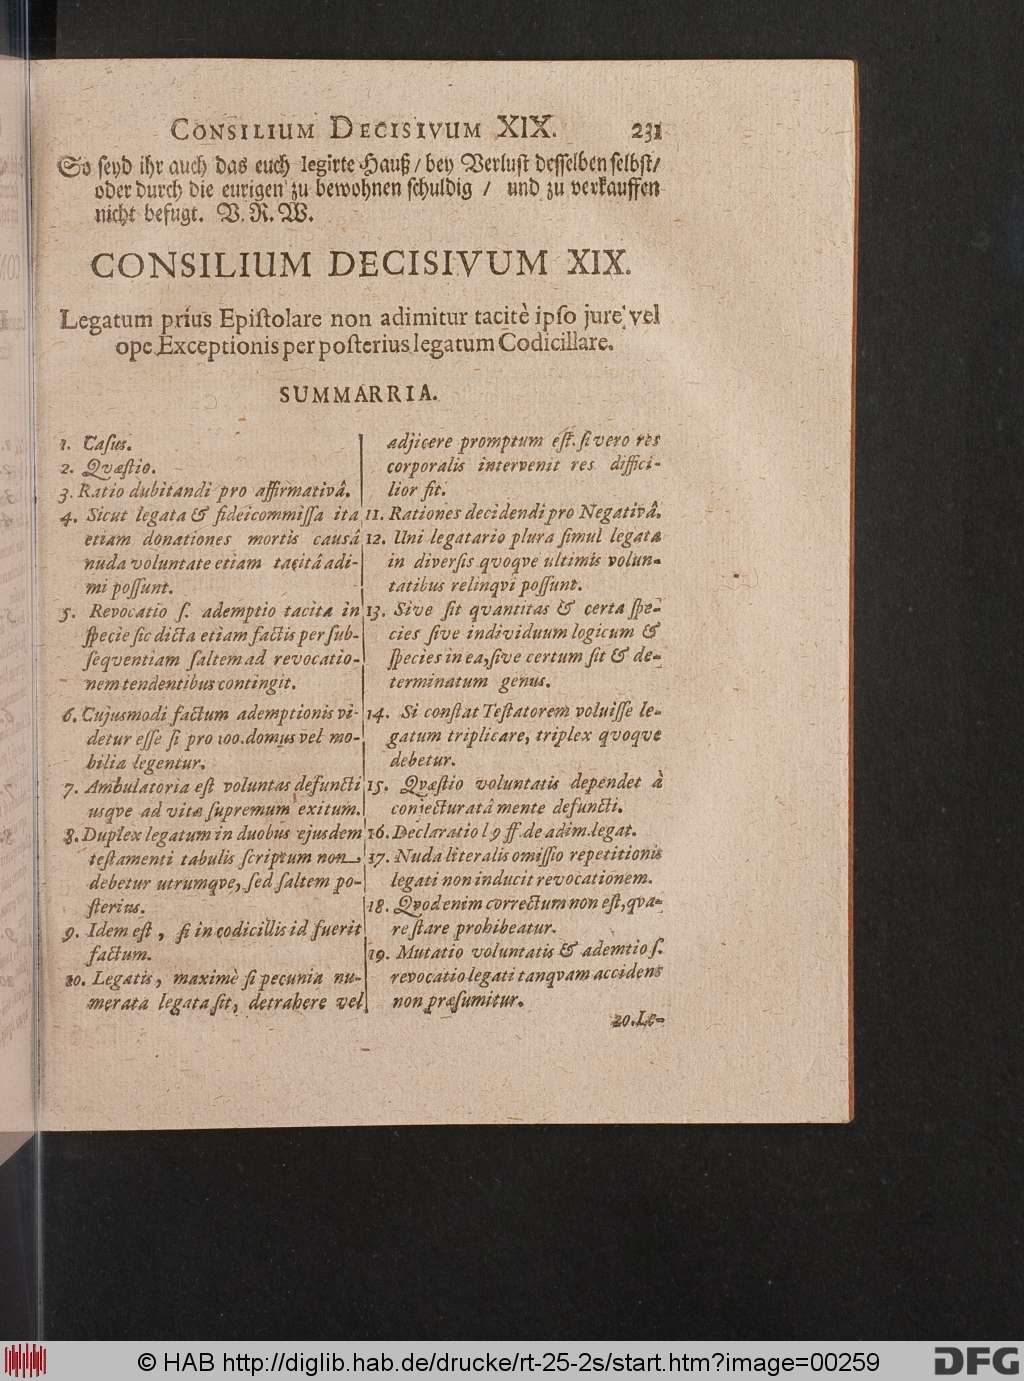 CONSILIUM DECISIVUM XIX. 231
So seyd ihr auch das euch legirte Hauß / bey Verlust desselben selbst /
oder durch die eurigen zu bewohnen schuldig / und zu verkauffen
nicht befugt. V. R. W.
CONSILIUM DECISIVUM XIX.
Legatum príus Epiſtolare non adimitur tacitè ipſo jure vel
ope Exceptionis per poſterius legatum Codicillare.
SUMMARRIA.
1. Caſus.
2. Quæſtio.
3. Ratio dubitandi pro affirmativâ.
4. Sicut legata & fideicommiſſa ita
etiam donationes mortis causâ
nuda voluntate etiam tacitâ adi-
mi poſſunt.
5. Revocatio ſ. ademptio tacita in
ſpecie ſic dicta etiam factis per ſub-
ſeqventiam ſaltem ad revocatio-
nem tendentibus contingit.
6. Cujusmodi factum ademptionis vi-
detur eſſe ſi pro 100. domus vel mo-
bilia legentur.
7. Ambulatoria eſt voluntas defuncti
usqve ad vitæ ſupremum exitum.
8. Duplex legatum in duobus ejusdem
teſtamenti tabulis ſcriptum non
debetur utrumqve, ſed ſaltem po-
ſterius.
9. Idem eſt, ſi in codicillis id fuerit
factum.
10. Legatis, maximè ſi pecunia nu-
merata legata ſit, detrahere vel
adjicere promptum eſt. ſi vero res
corporalis intervenit res diffici-
lior fit.
11. Rationes decidendi pro Negativâ.
12. Uni legatario plura ſimul legata
in diverſis qvoqve ultimis volun-
tatibus relinqvi poſſunt.
13. Sive ſit qvantitas & certa ſpe-
cies ſive individuum logicum &
ſpecies in ea, ſive certum ſit & de-
terminatum genus.
14. Si conſtat Teſtatorem voluiſſe le-
gatum triplicare, triplex qvoqve
debetur.
15. Qvæſtio voluntatis dependet à
conjecturatâ mente defuncti.
16. Declaratio l 9 ff. de adim. legat.
17. Nuda literalis omiſſio repetitionis
legati non inducit revocationem.
18. Qvod enim correctum non eſt, qva-
re ſtare prohibeatur.
19. Mutatio voluntatis & ademtio ſ.
revocatio legati tanqvam accidens
non præſumitur.
20. Le-
© HAB http://diglib.hab.de/drucke/rt-25-2s/start.htm?image=00259
DFG